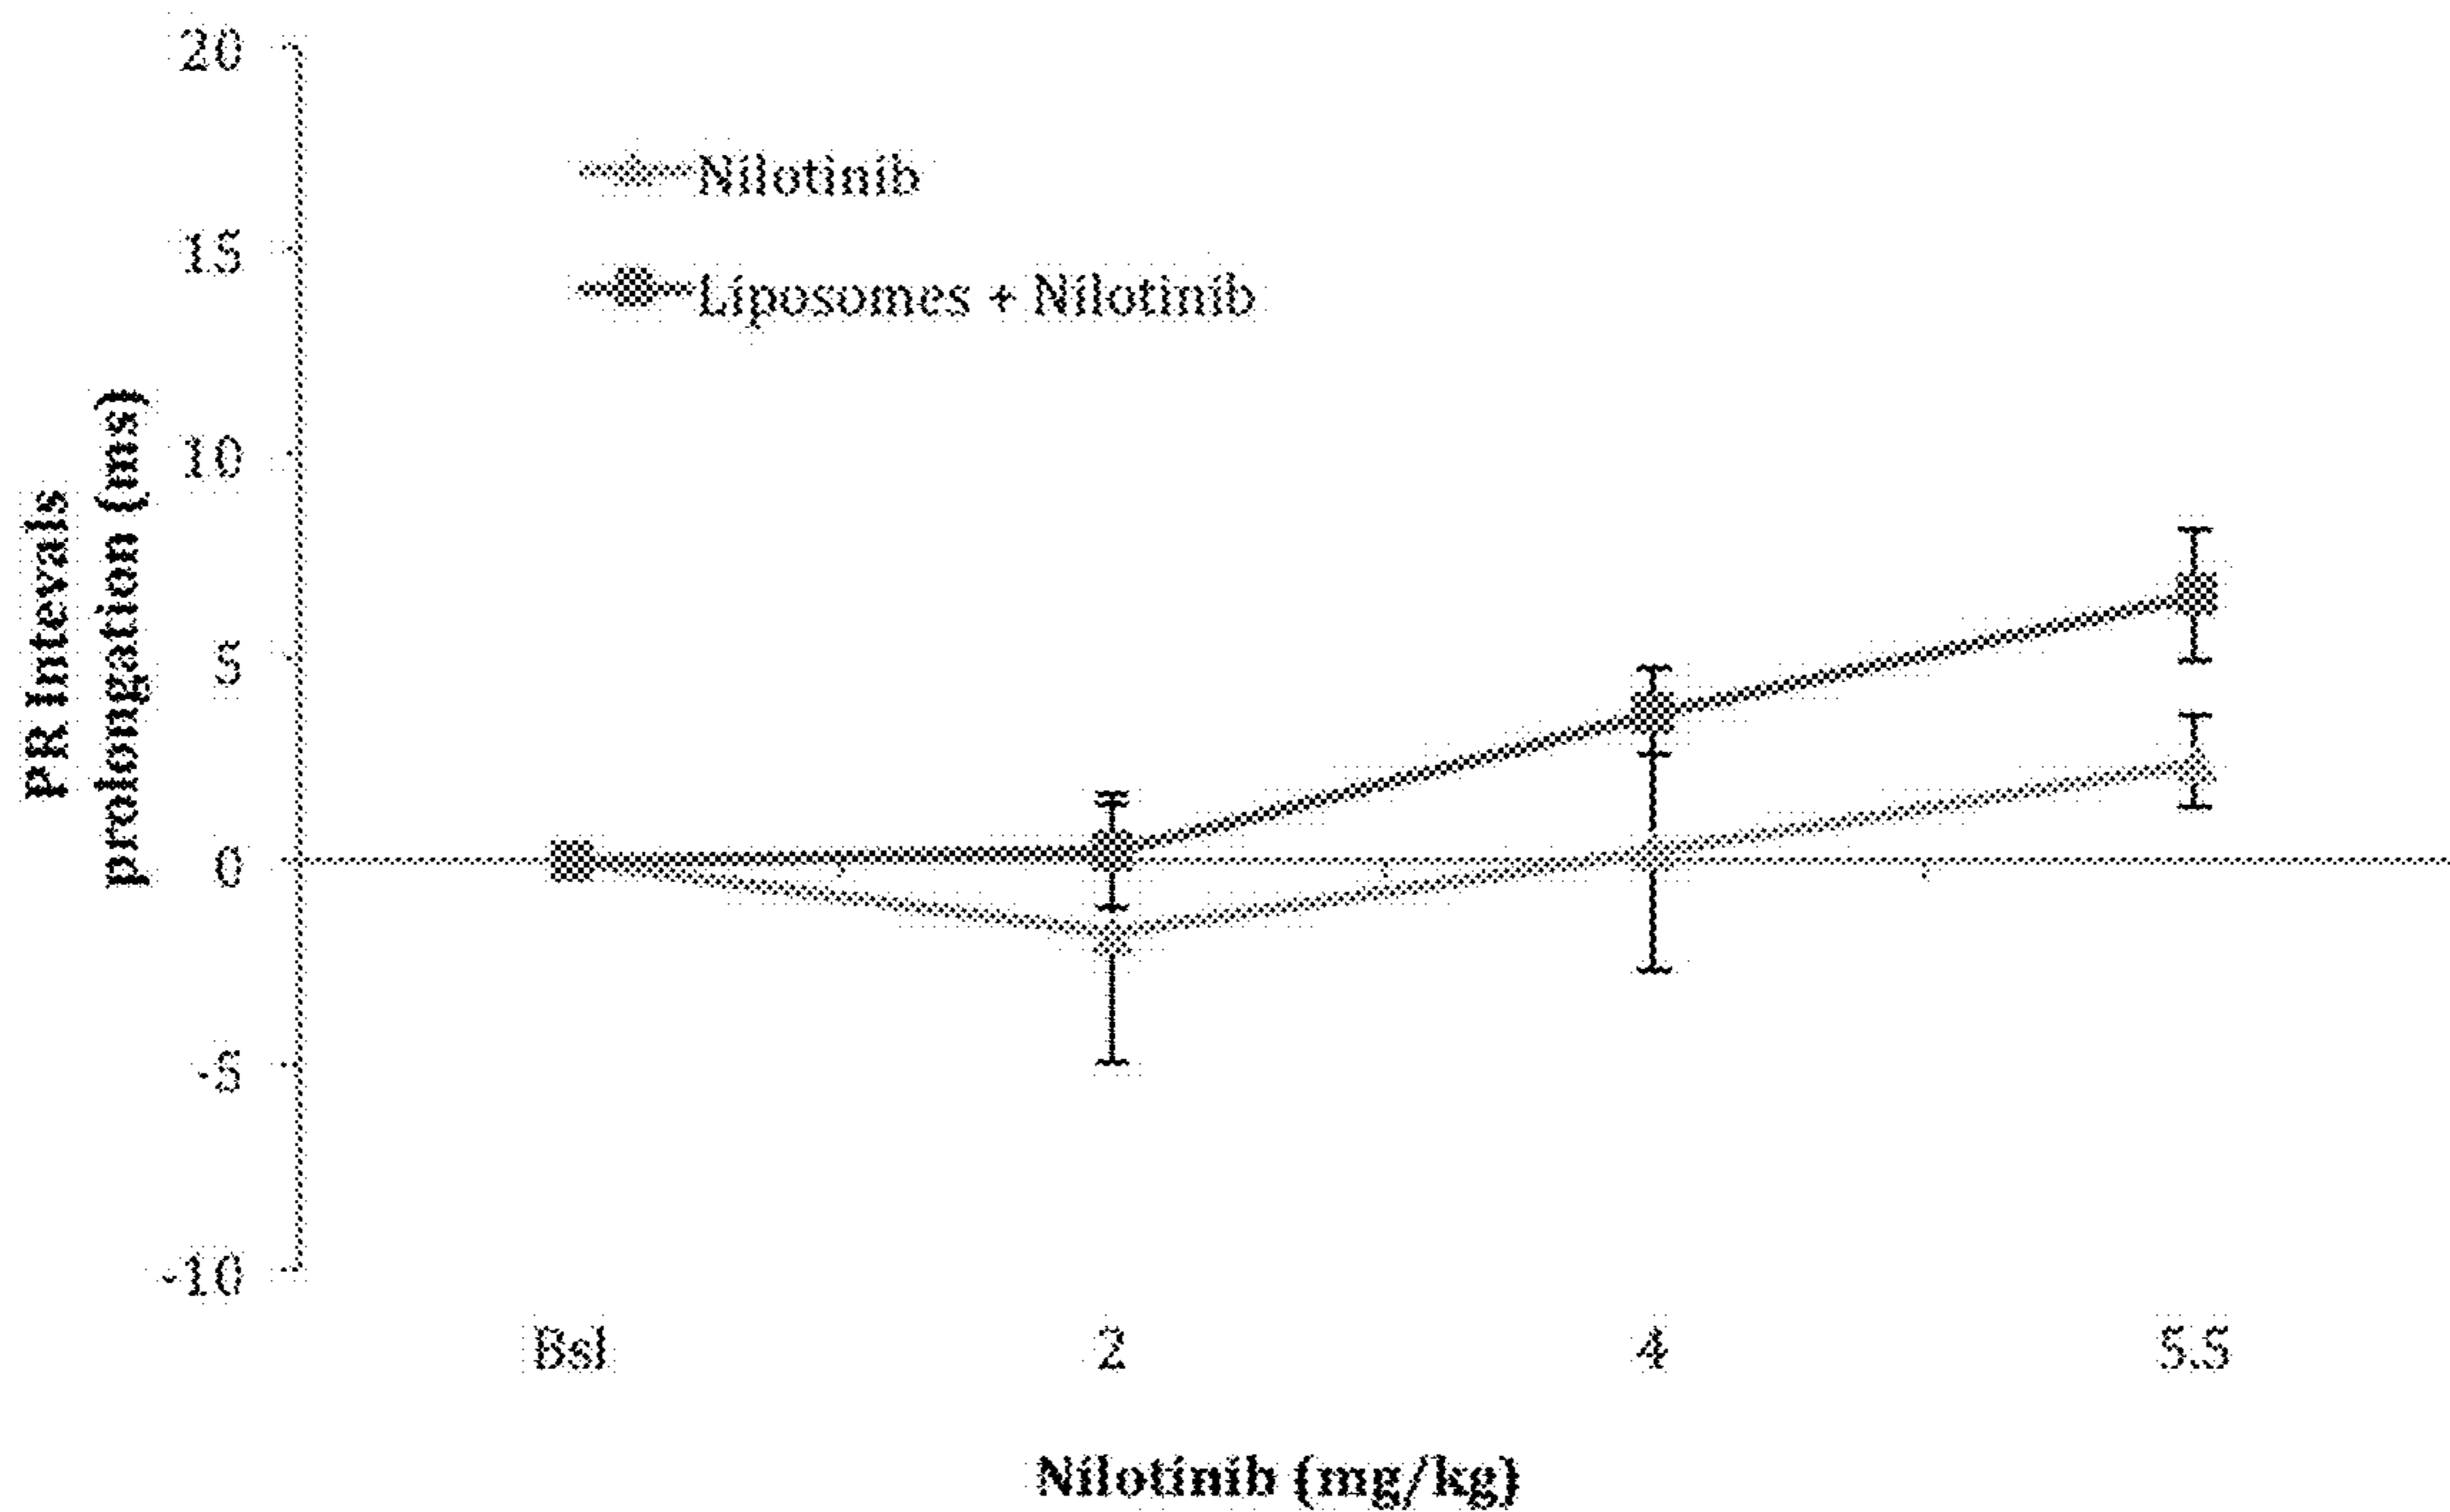 20
15
10
5
0
-5
-10
PR Intevals
prolongation (ms)
Nilotinib
Liposomes + Nilotinib
Bsl 2 4 5.5
Nilotinib (mg/kg)